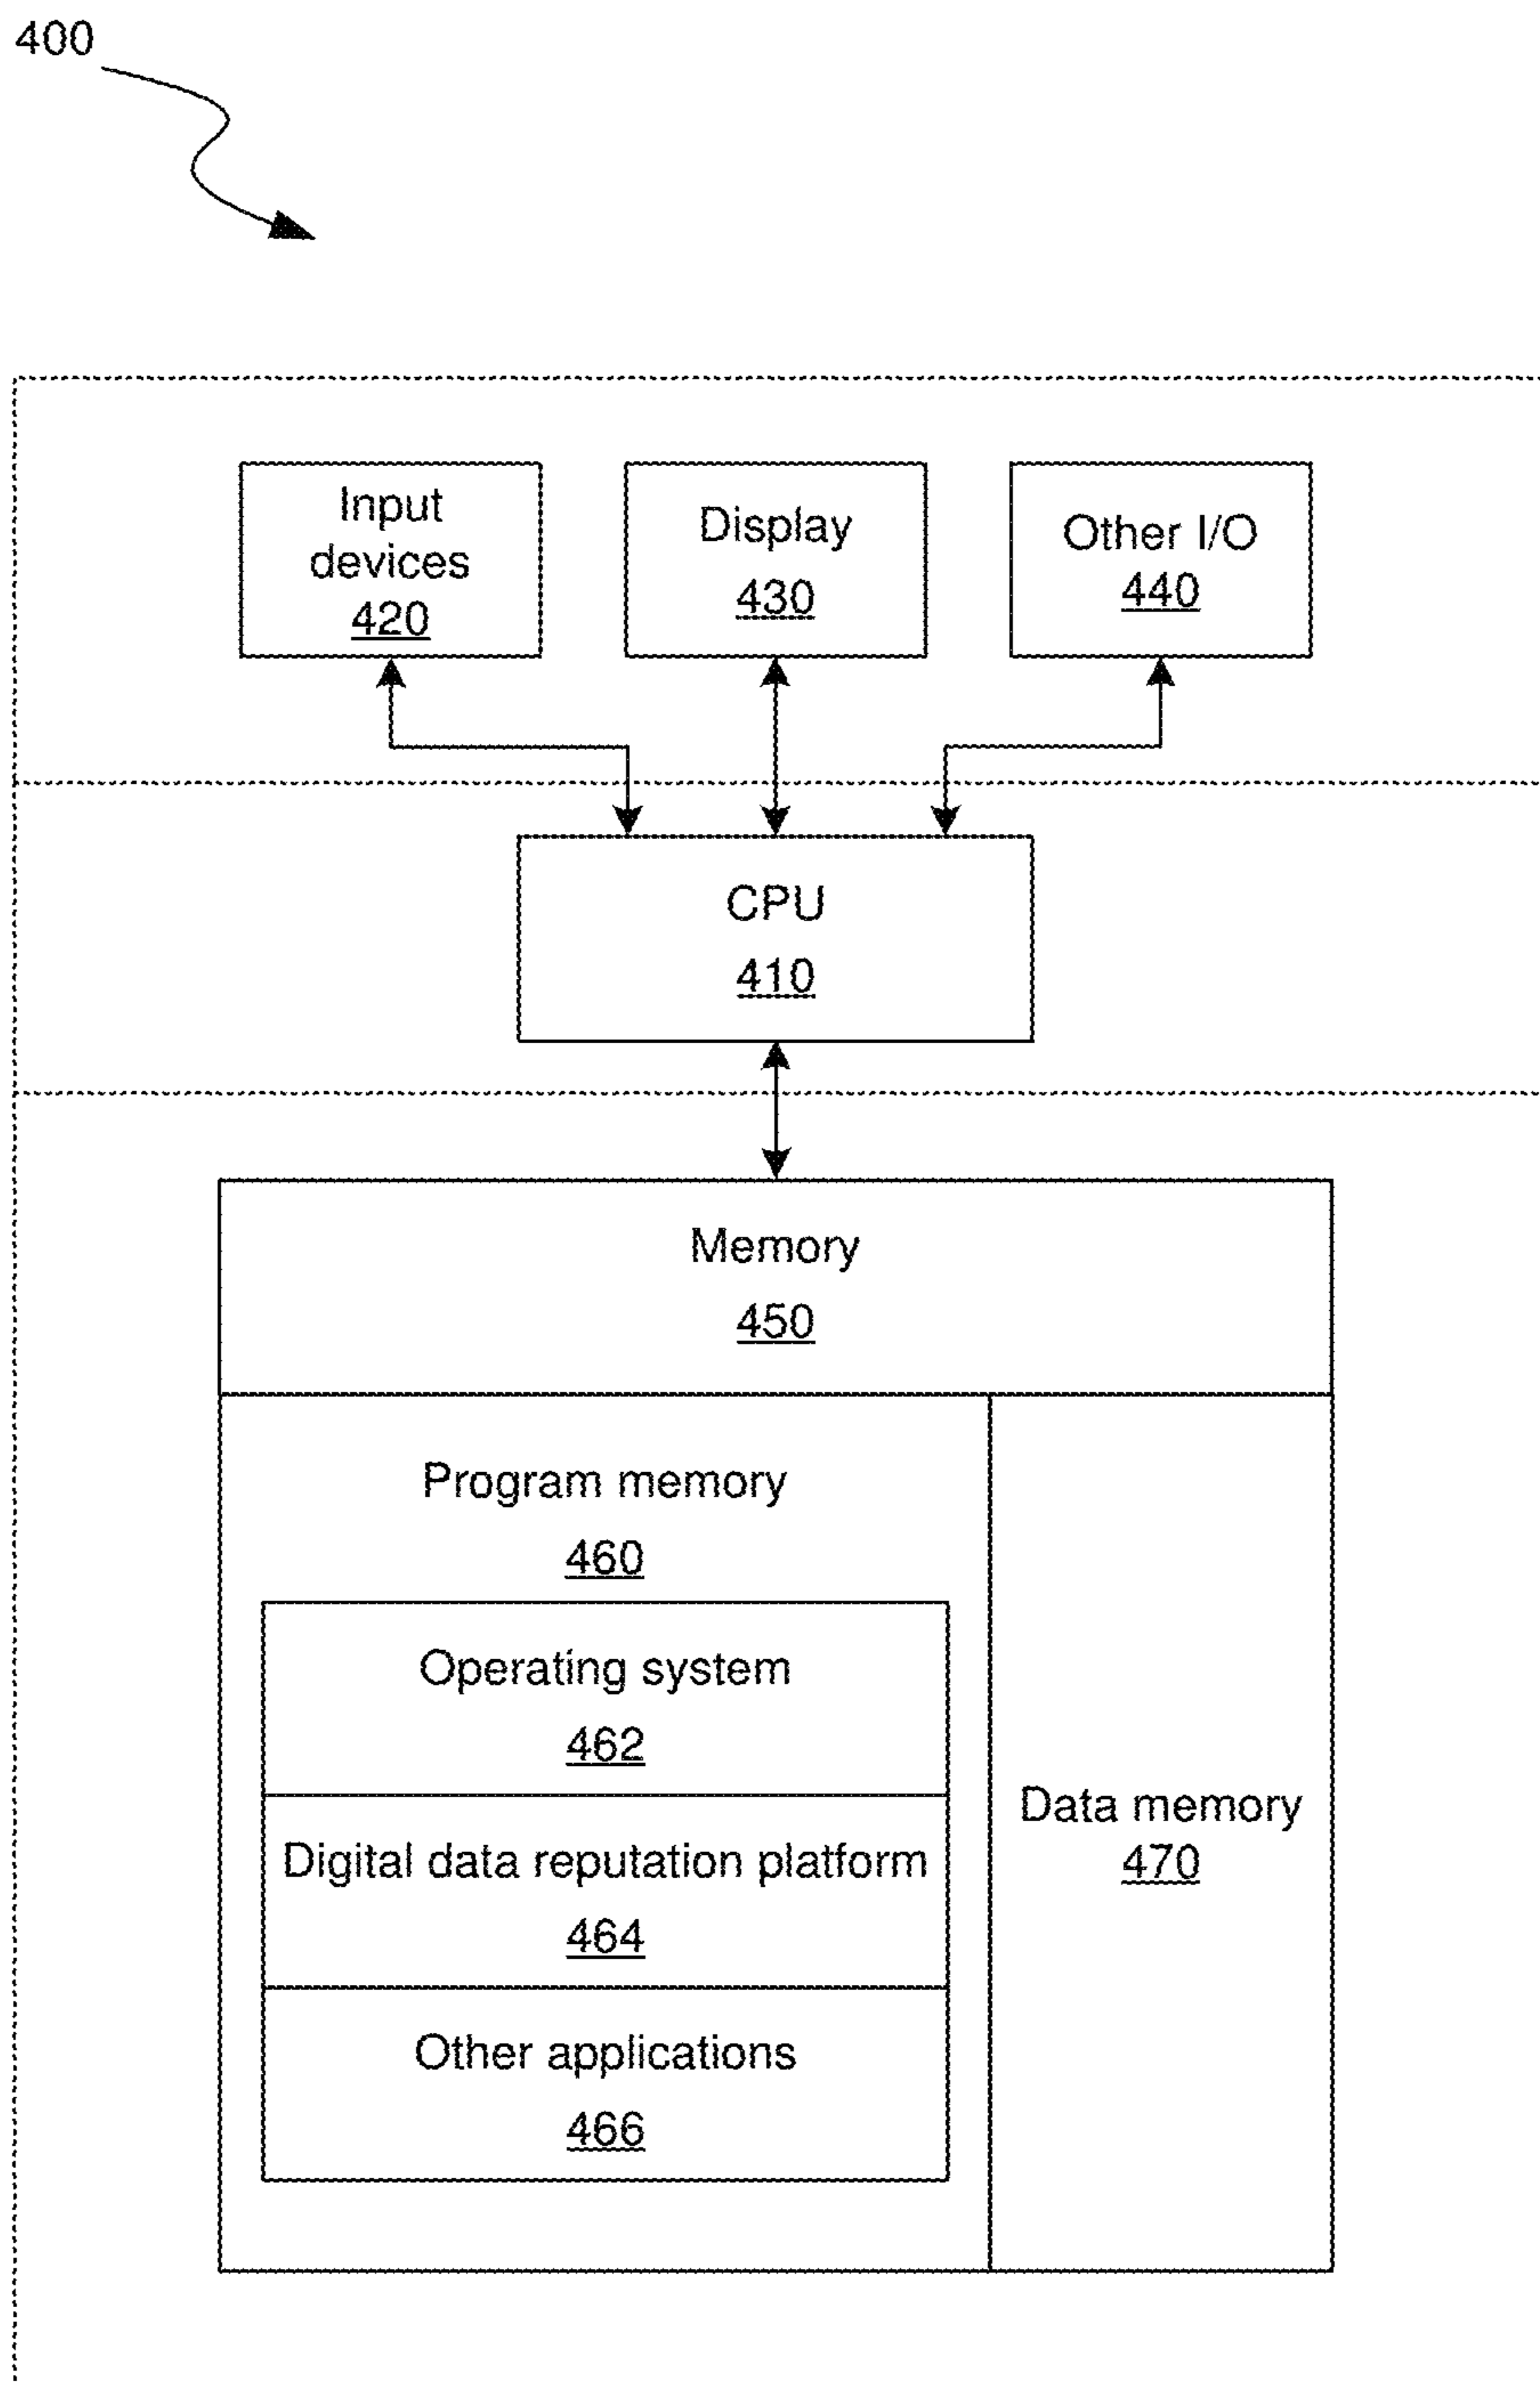 400
Input
devices
420
Display
430
Other I/O
440
CPU
410
Memory
450
Program memory
460
Operating system
462
Digital data reputation platform
464
Other applications
466
Data memory
470